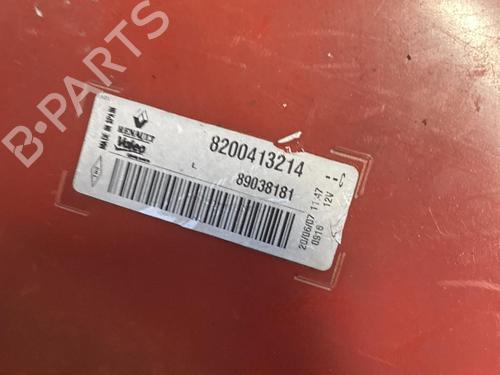 B-PARTS
MADE IN SPAIN
RENAULT
Valeo
8200413214
L
89038181
20/06/07 11:47
0916 12V